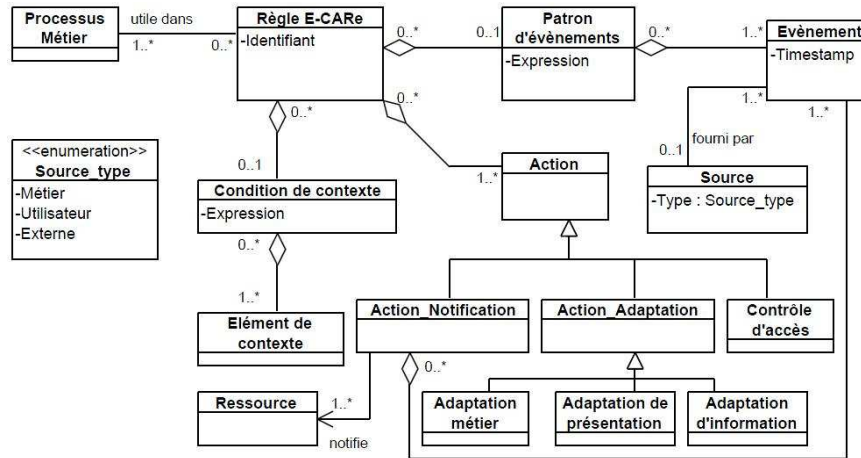 Processus
Métier
utile dans
1..*
0..*
Règle E-CARe
-Identifiant
0..*
0..1
Patron
d'évènements
-Expression
0..*
1..*
Evènement
-Timestamp
0..*
0..*
1..*
1..*
fourni par
0..1
<<enumeration>>
Source_type
-Métier
-Utilisateur
-Externe
0..1
Condition de contexte
-Expression
Action
1..*
Source
-Type : Source_type
0..*
1..*
Elément de
contexte
Action_Notification
Action_Adaptation
Contrôle
d'accès
0..*
Ressource
1..*
notifie
Adaptation
métier
Adaptation de
présentation
Adaptation
d'information